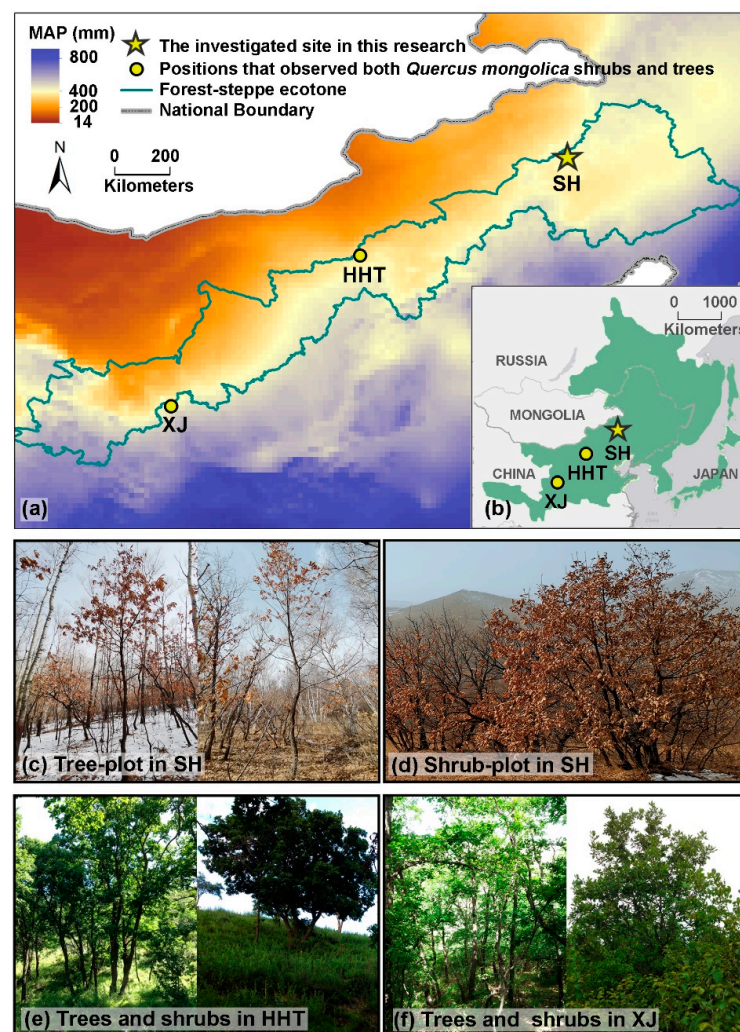 MAP (mm)
800
400
200
14
The investigated site in this research
Positions that observed both Quercus mongolica shrubs and trees
Forest-steppe ecotone
National Boundary
N
0 200
Kilometers
SH
HHT
XJ
(a)
0 1000
Kilometers
RUSSIA
MONGOLIA
SH
CHINA
HHT
JAPAN
XJ
(b)
(c) Tree-plot in SH
(d) Shrub-plot in SH
(e) Trees and shrubs in HHT
(f) Trees and shrubs in XJ